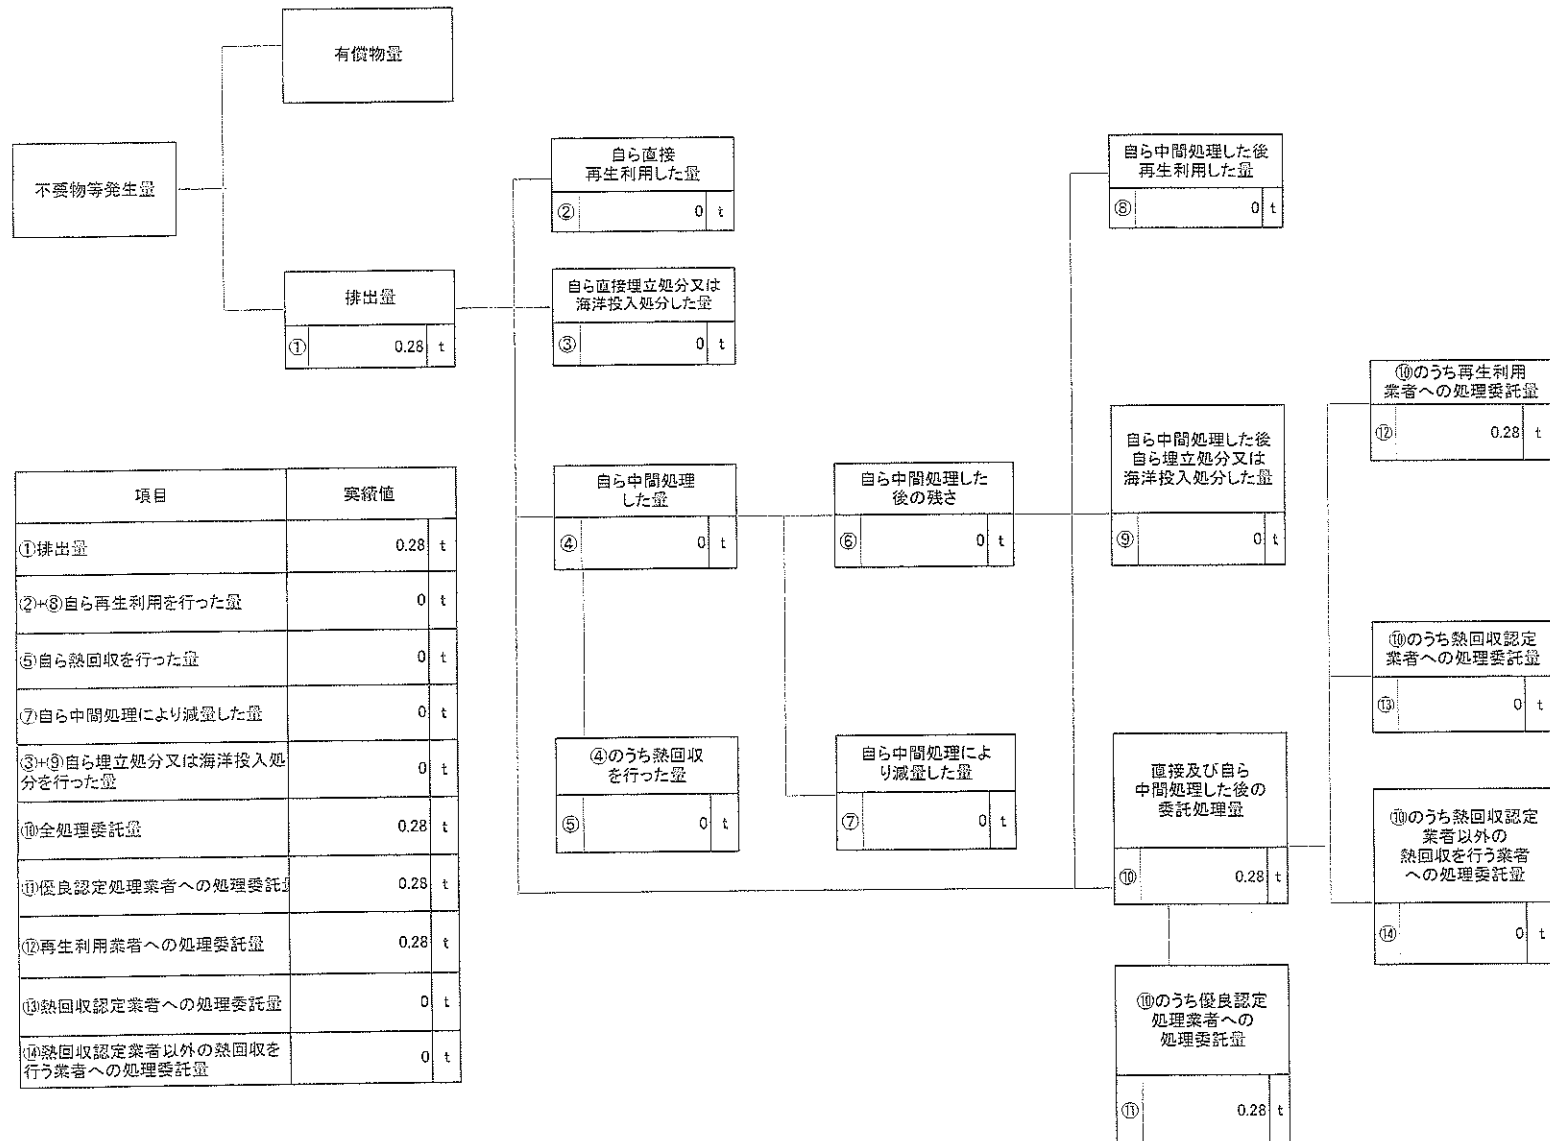 有償物量
不要物等発生量
排出量
① 0.28 t
自ら直接
再生利用した量
② 0 t
自ら直接埋立処分又は
海洋投入処分した量
③ 0 t
自ら中間処理
した量
④ 0 t
④のうち熱回収
を行った量
⑤ 0 t
自ら中間処理した
後の残さ
⑥ 0 t
自ら中間処理によ
り減量した量
⑦ 0 t
自ら中間処理した後
再生利用した量
⑧ 0 t
自ら中間処理した後
自ら埋立処分又は
海洋投入処分した量
⑨ 0 t
直接及び自ら
中間処理した後の
委託処理量
⑩ 0.28 t
⑩のうち優良認定
処理業者への
処理委託量
⑪ 0.28 t
⑩のうち再生利用
業者への処理委託量
⑫ 0.28 t
⑩のうち熱回収認定
業者への処理委託量
⑬ 0 t
⑩のうち熱回収認定
業者以外の
熱回収を行う業者
への処理委託量
⑭ 0 t
項目 実績値
①排出量 0.28 t
②+⑧自ら再生利用を行った量 0 t
⑤自ら熱回収を行った量 0 t
⑦自ら中間処理により減量した量 0 t
③+⑨自ら埋立処分又は海洋投入処
分を行った量 0 t
⑩全処理委託量 0.28 t
⑪優良認定処理業者への処理委託 0.28 t
⑫再生利用業者への処理委託量 0.28 t
⑬熱回収認定業者への処理委託量 0 t
⑭熱回収認定業者以外の熱回収を
行う業者への処理委託量 0 t